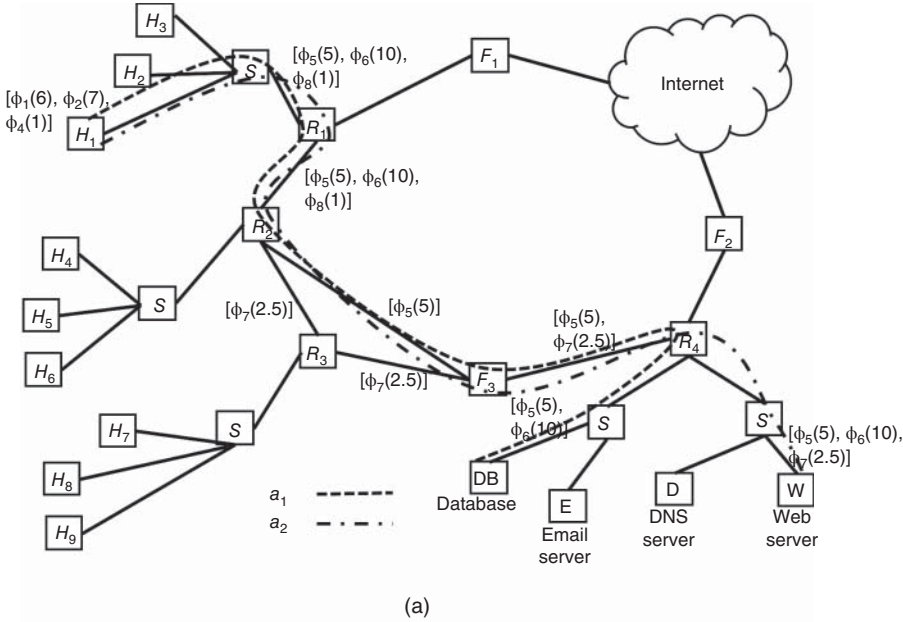 H₃
[ϕ₅(5), ϕ₆(10),
ϕ₈(1)]
F₁
H₂
S
Internet
[ϕ₁(6), ϕ₂(7),
ϕ₄(1)]
H₁
R₁
[ϕ₅(5), ϕ₆(10),
ϕ₈(1)]
R₂
F₂
H₄
S
[ϕ₇(2.5)]
[ϕ₅(5)]
[ϕ₅(5),
ϕ₇(2.5)]
H₅
R₃
R₄
H₆
[ϕ₇(2.5)]
F₃
[ϕ₅(5),
ϕ₆(10)]
S
S*
H₇
S
[ϕ₅(5), ϕ₆(10),
ϕ₇(2.5)]
H₈
DB
Database
E
Email
server
D
DNS
server
W
Web
server
H₉
a₁
a₂
(a)